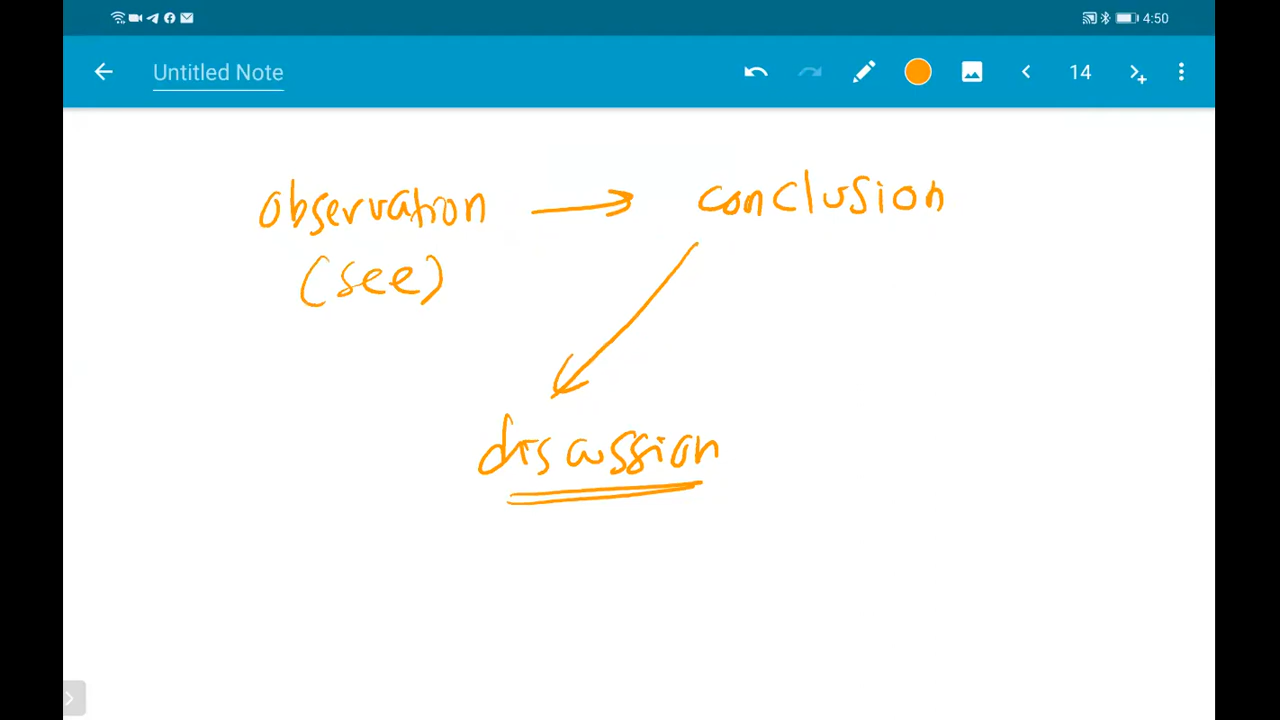 4:50
Untitled Note
14
observation → conclusion
(see)
discussion